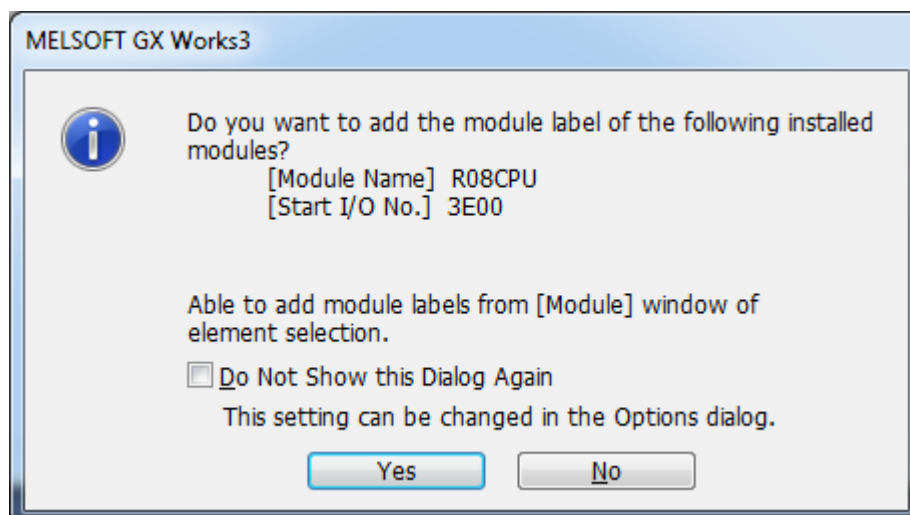 MELSOFT GX Works3
Do you want to add the module label of the following installed
modules?
[Module Name] R08CPU
[Start I/O No.] 3E00
Able to add module labels from [Module] window of
element selection.
Do Not Show this Dialog Again
This setting can be changed in the Options dialog.
Yes No